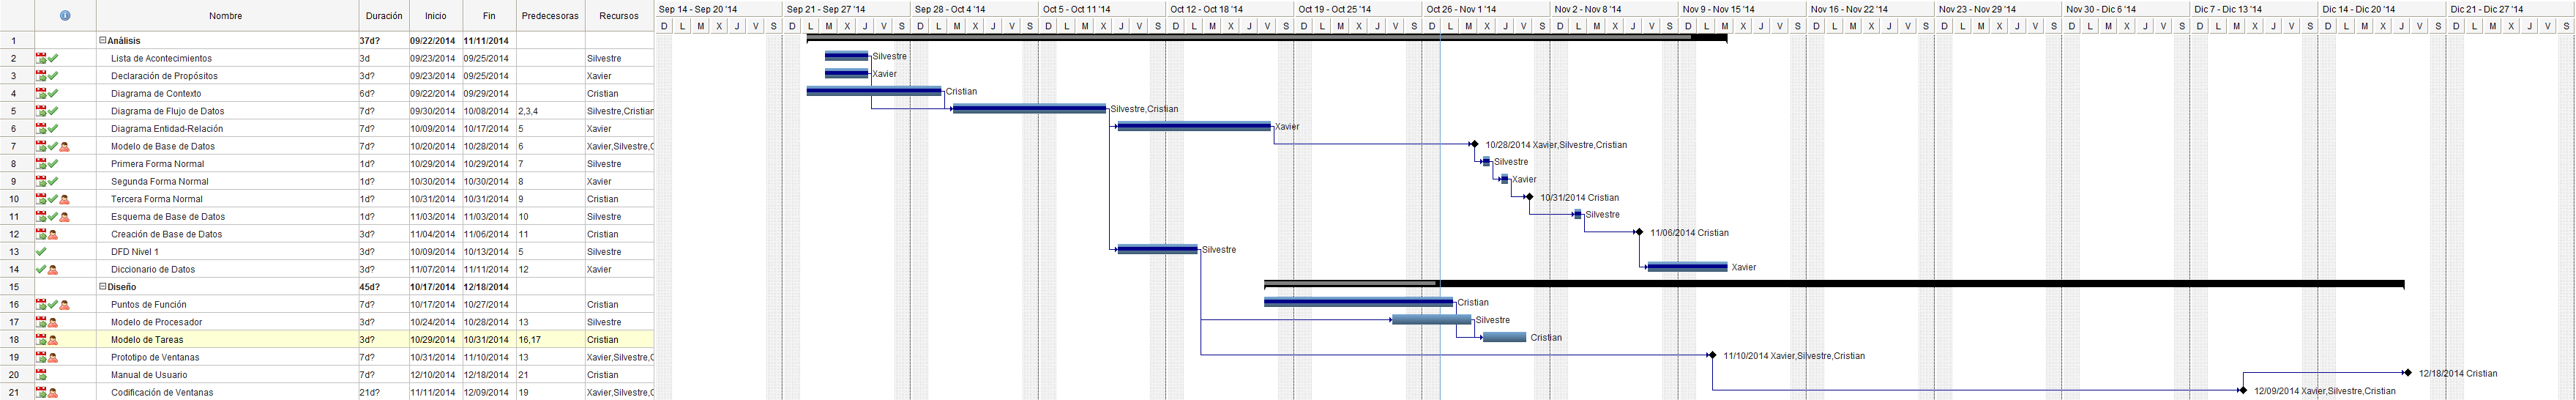 Nombre Duración Inicio Fin Predecesoras Recursos
Sep 14 - Sep 20 '14 Sep 21 - Sep 27 '14 Sep 28 - Oct 4 '14 Oct 5 - Oct 11 '14 Oct 12 - Oct 18 '14 Oct 19 - Oct 25 '14 Oct 26 - Nov 1 '14 Nov 2 - Nov 8 '14 Nov 9 - Nov 15 '14 Nov 16 - Nov 22 '14 Nov 23 - Nov 29 '14 Nov 30 - Dic 6 '14 Dic 7 - Dic 13 '14 Dic 14 - Dic 20 '14 Dic 21 - Dic 27 '14
D L M X J V S D L M X J V S D L M X J V S D L M X J V S D L M X J V S D L M X J V S D L M X J V S D L M X J V S D L M X J V S D L M X J V S D L M X J V S D L M X J V S D L M X J V S D L M X J V S D L M X J V S
1 Análisis 37d? 09/22/2014 11/11/2014
2 Lista de Acontecimientos 3d 09/23/2014 09/25/2014 Silvestre Silvestre
3 Declaración de Propósitos 3d? 09/23/2014 09/25/2014 Xavier Xavier
4 Diagrama de Contexto 6d? 09/22/2014 09/29/2014 Cristian Cristian
5 Diagrama de Flujo de Datos 7d? 09/30/2014 10/08/2014 2,3,4 Silvestre,Cristian Silvestre,Cristian
6 Diagrama Entidad-Relación 7d? 10/09/2014 10/17/2014 5 Xavier Xavier
7 Modelo de Base de Datos 7d? 10/20/2014 10/28/2014 6 Xavier,Silvestre,C 10/28/2014 Xavier,Silvestre,Cristian
8 Primera Forma Normal 1d? 10/29/2014 10/29/2014 7 Silvestre Silvestre
9 Segunda Forma Normal 1d? 10/30/2014 10/30/2014 8 Xavier Xavier
10 Tercera Forma Normal 1d? 10/31/2014 10/31/2014 9 Cristian 10/31/2014 Cristian
11 Esquema de Base de Datos 1d? 11/03/2014 11/03/2014 10 Silvestre Silvestre
12 Creación de Base de Datos 3d? 11/04/2014 11/06/2014 11 Cristian 11/06/2014 Cristian
13 DFD Nivel 1 3d? 10/09/2014 10/13/2014 5 Silvestre Silvestre
14 Diccionario de Datos 3d? 11/07/2014 11/11/2014 12 Xavier Xavier
15 Diseño 45d? 10/17/2014 12/18/2014
16 Puntos de Función 7d? 10/17/2014 10/27/2014 Cristian Cristian
17 Modelo de Procesador 3d? 10/24/2014 10/28/2014 13 Silvestre Silvestre
18 Modelo de Tareas 3d? 10/29/2014 10/31/2014 16,17 Cristian Cristian
19 Prototipo de Ventanas 7d? 10/31/2014 11/10/2014 13 Xavier,Silvestre,C 11/10/2014 Xavier,Silvestre,Cristian
20 Manual de Usuario 7d? 12/10/2014 12/18/2014 21 Cristian 12/18/2014 Cristian
21 Codificación de Ventanas 21d? 11/11/2014 12/09/2014 19 Xavier,Silvestre,C 12/09/2014 Xavier,Silvestre,Cristian